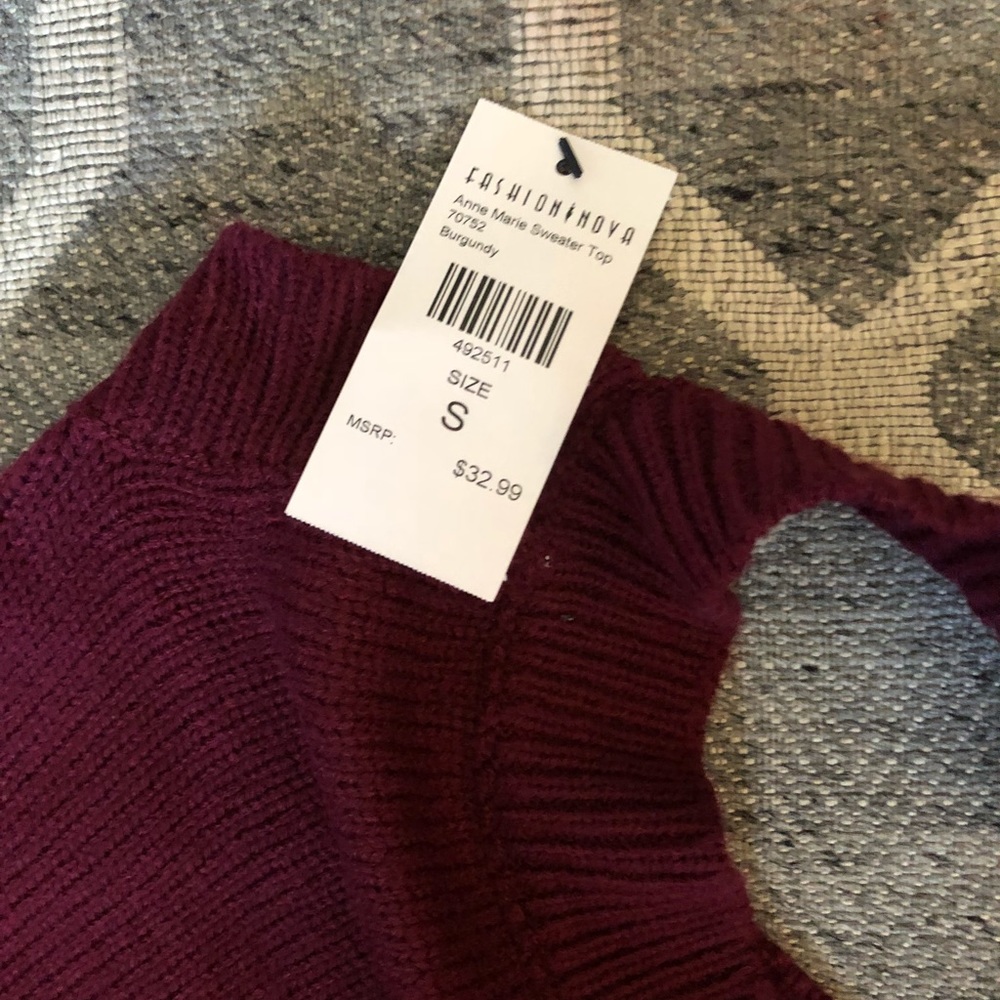 FASHION NOVA
Anne Marie Sweater Top
70752
Burgundy
492511
SIZE
S
MSRP:
$32.99